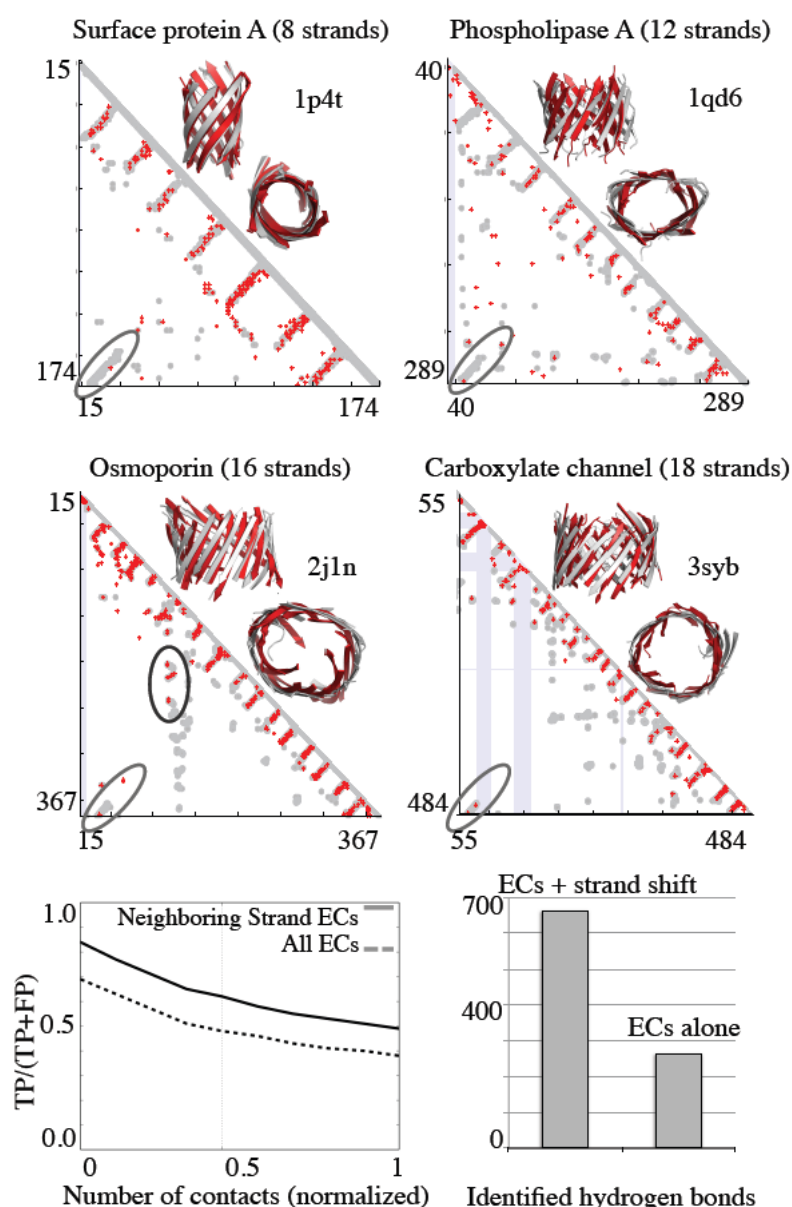 Surface protein A (8 strands)
15
1p4t
174
15
174
Phospholipase A (12 strands)
40
1qd6
289
40
289
Osmoporin (16 strands)
15
2j1n
367
15
367
Carboxylate channel (18 strands)
55
3syb
484
55
484
1.0
Neighboring Strand ECs
All ECs
0.5
0.0
TP/(TP+FP)
0
0.5
1
Number of contacts (normalized)
ECs + strand shift
700
400
ECs alone
0
Identified hydrogen bonds